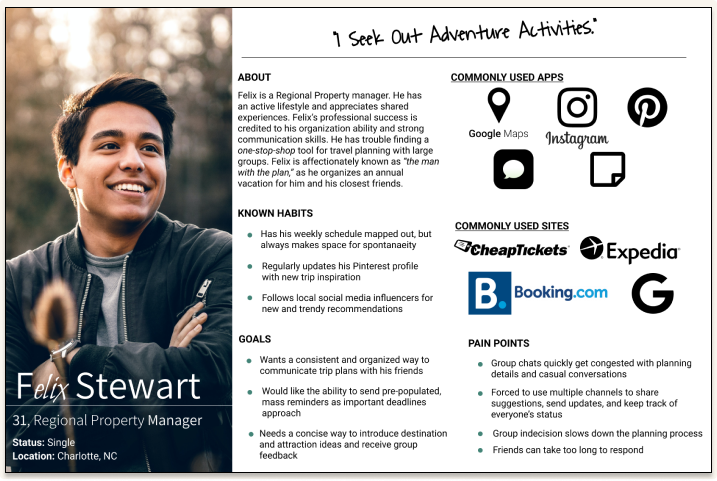 "I Seek Out Adventure Activities."
ABOUT
Felix is a Regional Property manager. He has
an active lifestyle and appreciates shared
experiences. Felix's professional success is
credited to his organization ability and strong
communication skills. He has trouble finding a
one-stop-shop tool for travel planning with large
groups. Felix is affectionately known as "the man
with the plan," as he organizes an annual
vacation for him and his closest friends.
KNOWN HABITS
Has his weekly schedule mapped out, but
always makes space for spontanaeity
Regularly updates his Pinterest profile
with new trip inspiration
Follows local social media influencers for
new and trendy recommendations
GOALS
Wants a consistent and organized way to
communicate trip plans with his friends
Would like the ability to send pre-populated,
mass reminders as important deadlines
approach
Needs a concise way to introduce destination
and attraction ideas and receive group
feedback
COMMONLY USED APPS
Google Maps
Instagram
COMMONLY USED SITES
CheapTickets
Expedia
B.
Booking.com
G
PAIN POINTS
Group chats quickly get congested with planning
details and casual conversations
Forced to use multiple channels to share
suggestions, send updates, and keep track of
everyone's status
Group indecision slows down the planning process
Friends can take too long to respond
Felix Stewart
31, Regional Property Manager
Status: Single
Location: Charlotte, NC